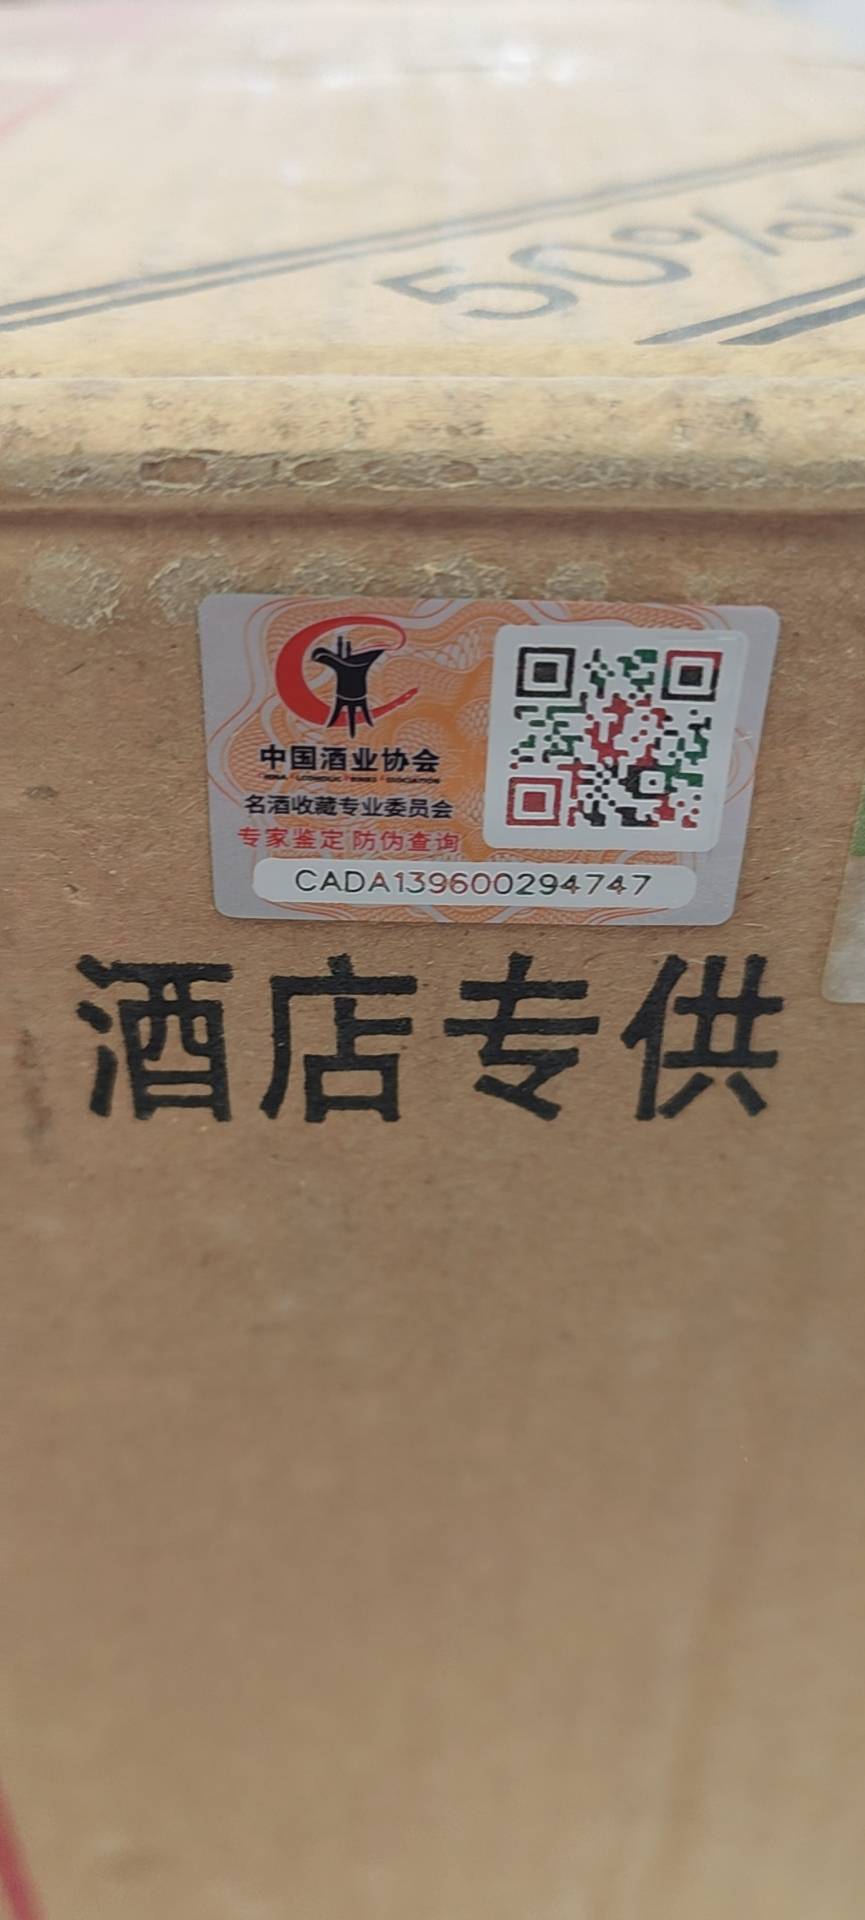 50%
中国酒业协会
名酒收藏专业委员会
专家鉴定 防伪查询
CADA139600294747
酒店专供